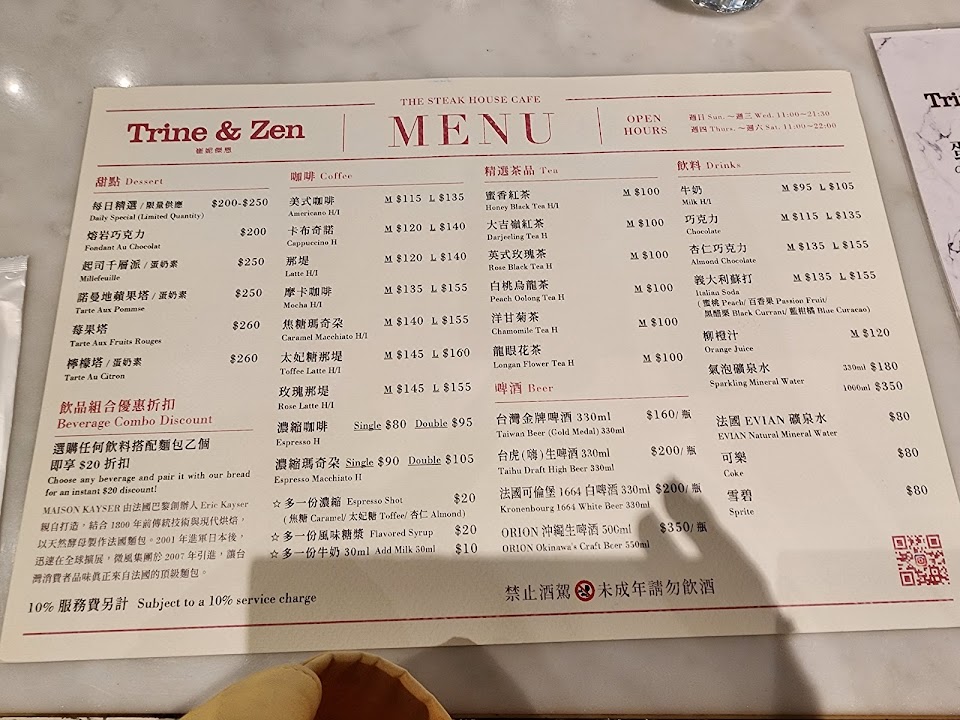 THE STEAK HOUSE CAFE
Trine & Zen
MENU
OPEN HOURS
週日 Sun. ～週三 Wed. 11:00～21:30
週四 Thurs. ～週六 Sat. 11:00～22:00
甜點 Dessert
每日精選 / 限量供應 $200-$250
Daily Special (Limited Quantity)
熔岩巧克力 $200
Fondant Au Chocolat
起司千層派 / 蛋奶素 $250
Millefeuille
諾曼地蘋果塔 / 蛋奶素 $250
Tarte Aux Pommse
莓果塔 $260
Tarte Aux Fruits Rouges
檸檬塔 / 蛋奶素 $260
Tarte Au Citron
飲品組合優惠折扣
Beverage Combo Discount
選購任何飲料搭配麵包乙個
即享 $20 折扣
Choose any beverage and pair it with our bread
for an instant $20 discount!
MAISON KAYSER 由法國巴黎創辦人 Eric Kayser
親自打造，結合 1800 年前傳統技術與現代烘焙，
以天然酵母製作法國麵包。2001 年進軍日本後，
迅速在全球擴展，微風集團於 2007 年引進，讓台
灣消費者品味真正來自法國的頂級麵包。
10% 服務費另計 Subject to a 10% service charge
咖啡 Coffee
美式咖啡 M $115 L $135
Americano H/I
卡布奇諾 M $120 L $140
Cappuccino H
那堤 M $120 L $140
Latte H/I
摩卡咖啡 M $135 L $155
Mocha H/I
焦糖瑪奇朵 M $140 L $155
Caramel Macchiato H/I
太妃糖那堤 M $145 L $160
Toffee Latte H/I
玫瑰那堤 M $145 L $155
Rose Latte H/I
濃縮咖啡 Single $80 Double $95
Espresso H
濃縮瑪奇朵 Single $90 Double $105
Espresso Macchiato H
☆ 多一份濃縮 Espresso Shot $20
( 焦糖 Caramel/ 太妃糖 Toffee/ 杏仁 Almond)
☆ 多一份風味糖漿 Flavored Syrup $20
☆ 多一份牛奶 30ml Add Milk 30ml $10
精選茶品 Tea
蜜香紅茶 M $100
Honey Black Tea H/I
大吉嶺紅茶 M $100
Darjeeling Tea H
英式玫瑰茶 M $100
Rose Black Tea H
白桃烏龍茶 M $100
Peach Oolong Tea H
洋甘菊茶 M $100
Chamomile Tea H
龍眼花茶 M $100
Longan Flower Tea H
啤酒 Beer
台灣金牌啤酒 330ml $160/ 瓶
Taiwan Beer (Gold Medal) 330ml
台虎(嗨)生啤酒 330ml $200/ 瓶
Taihu Draft High Beer 330ml
法國可倫堡 1664 白啤酒 330ml $200/ 瓶
Kronenbourg 1664 White Beer 330ml
ORION 沖繩生啤酒 500ml $350/ 瓶
ORION Okinawa's Craft Beer 550ml
禁止酒駕 未成年請勿飲酒
飲料 Drinks
牛奶 M $95 L $105
Milk H/I
巧克力 M $115 L $135
Chocolate
杏仁巧克力 M $135 L $155
Almond Chocolate
義大利蘇打 M $135 L $155
Italian Soda
蜜桃 Peach/ 百香果 Passion Fruit/
黑醋栗 Black Currant/ 藍柑橘 Blue Curacao)
柳橙汁 M $120
Orange Juice
氣泡礦泉水 330ml $180
Sparkling Mineral Water 1000ml $350
法國 EVIAN 礦泉水 $80
EVIAN Natural Mineral Water
可樂 $80
Coke
雪碧 $80
Sprite